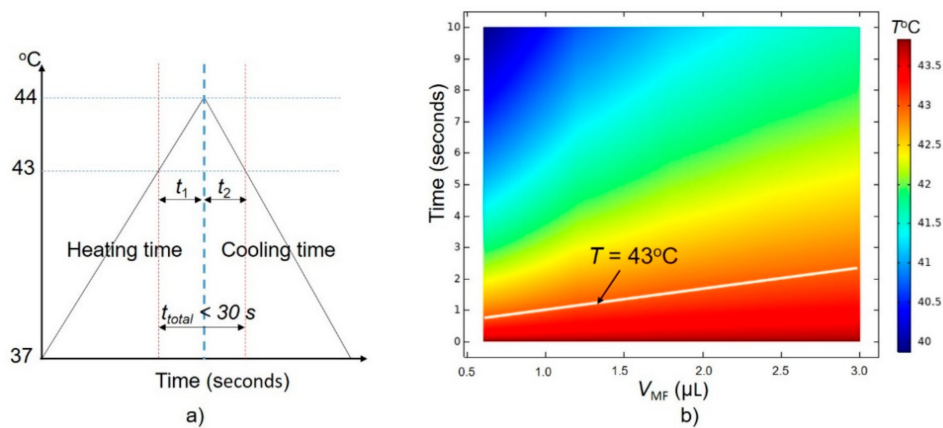 °C
44
43
37
t1
t2
Heating time
Cooling time
ttotal < 30 s
Time (seconds)
a)
b)
T°C
Time (seconds)
10
9
8
7
6
5
4
3
2
1
0
T = 43°C
0.5
1.0
1.5
2.0
2.5
3.0
VMF (µL)
b)
43.5
43
42.5
42
41.5
41
40.5
40